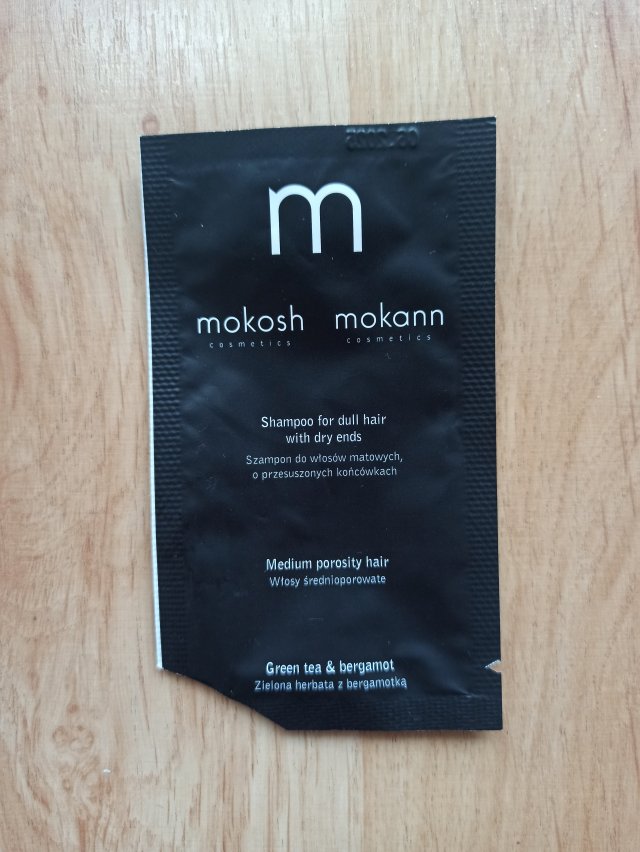 m
mokosh mokann
cosmetics cosmetics
Shampoo for dull hair
with dry ends
Szampon do włosów matowych,
o przesuszonych końcówkach
Medium porosity hair
Włosy średnioporowate
Green tea & bergamot
Zielona herbata z bergamotką